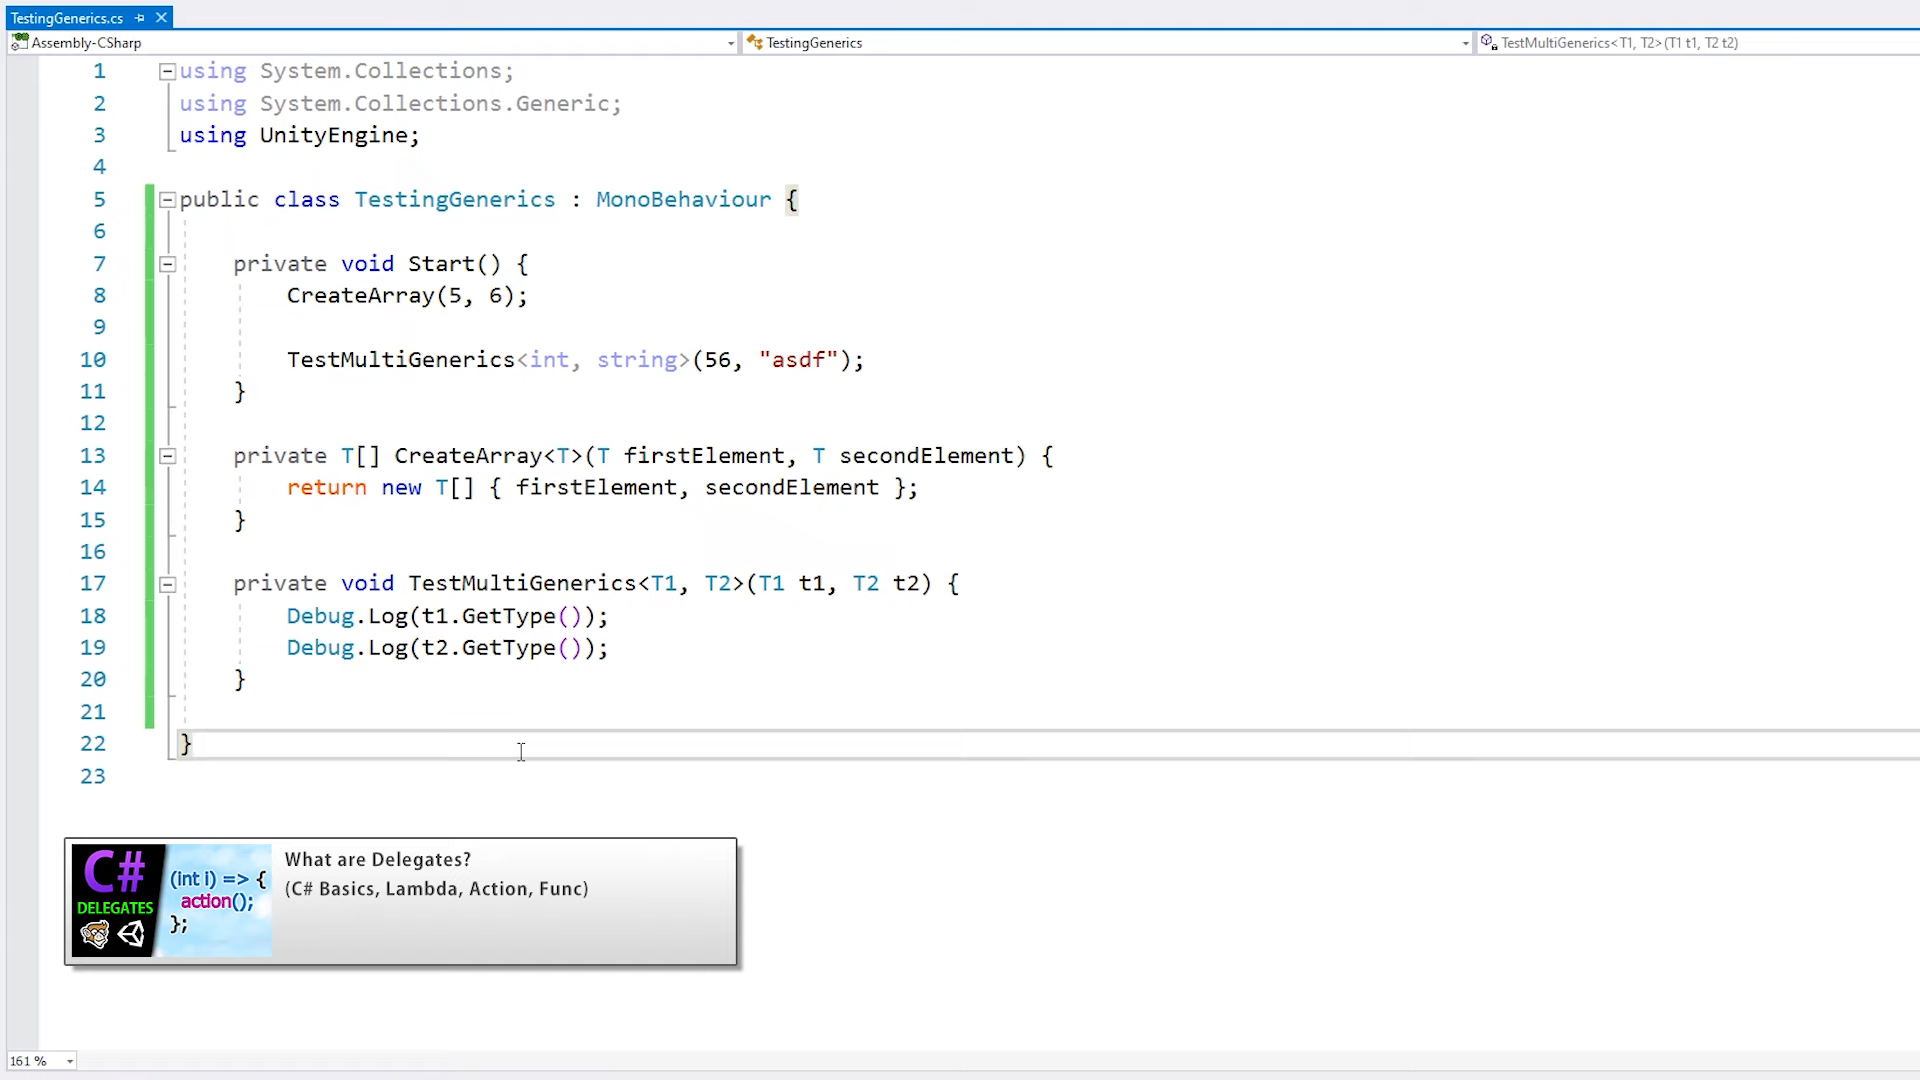 TestingGenerics.cs
Assembly-CSharp TestingGenerics TestMultiGenerics<T1, T2>(T1 t1, T2 t2)
1 using System.Collections;
2 using System.Collections.Generic;
3 using UnityEngine;
4
5 public class TestingGenerics : MonoBehaviour {
6
7 private void Start() {
8 CreateArray(5, 6);
9
10 TestMultiGenerics<int, string>(56, "asdf");
11 }
12
13 private T[] CreateArray<T>(T firstElement, T secondElement) {
14 return new T[] { firstElement, secondElement };
15 }
16
17 private void TestMultiGenerics<T1, T2>(T1 t1, T2 t2) {
18 Debug.Log(t1.GetType());
19 Debug.Log(t2.GetType());
20 }
21
22 }
23
C#
DELEGATES
(int i) => {
action();
};
What are Delegates?
(C# Basics, Lambda, Action, Func)
161 %